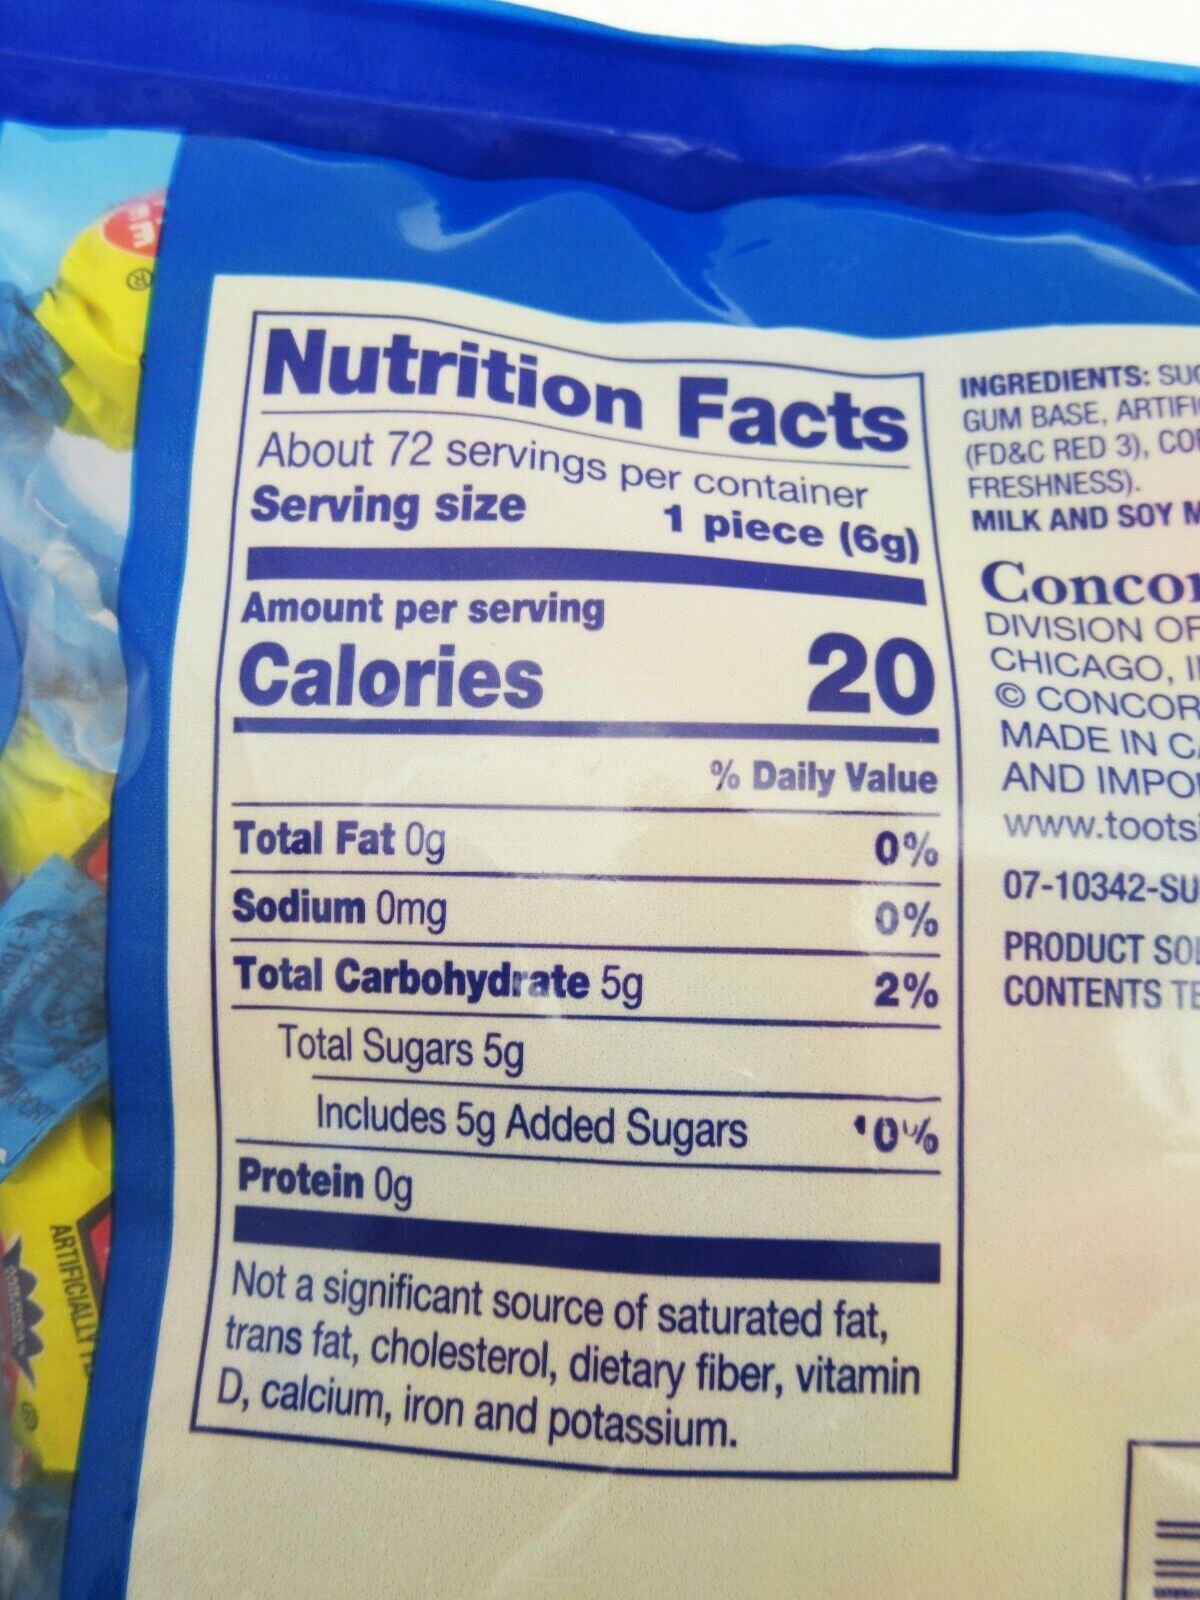 Nutrition Facts
About 72 servings per container
Serving size 1 piece (6g)
Amount per serving
Calories 20
% Daily Value
Total Fat 0g 0%
Sodium 0mg 0%
Total Carbohydrate 5g 2%
Total Sugars 5g
Includes 5g Added Sugars 10%
Protein 0g
Not a significant source of saturated fat,
trans fat, cholesterol, dietary fiber, vitamin
D, calcium, iron and potassium.
INGREDIENTS:
GUM BASE,
(FD&C RED 3),
FRESHNESS).
MILK AND SOY
DIVISION OF
CHICAGO,
©
MADE IN
AND
07-10342-SU
PRODUCT
CONTENTS
ARTIFICIALLY
®